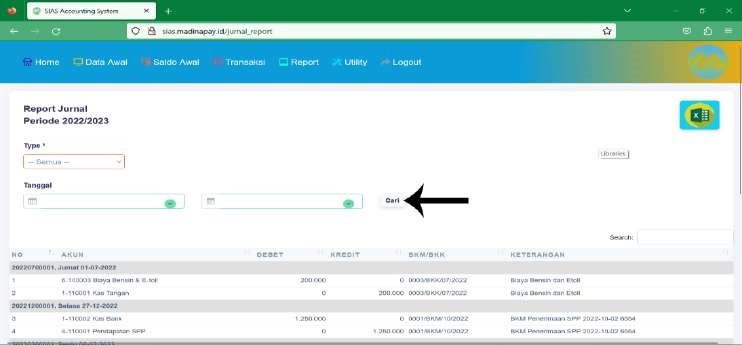 SIAS Accounting System
sias.madinapay.id/jurnal_report
Home Data Awal Saldo Awal Transaksi Report Utility Logout
Report Jurnal
Periode 2022/2023
Type *
-- Semua --
Libraries
Tanggal
Cari
Search:
NO AKUN DEBET KREDIT BKM/BKK KETERANGAN
20220700001, Jumat 01-07-2022
1 6-140003 Biaya Bensin & E-toll 200.000 0 0003/BKK/07/2022 Biaya Bensin dan Etoll
2 1-110001 Kas Tangan 0 200.000 0003/BKK/07/2022 Biaya Bensin dan Etoll
20221200001, Selasa 27-12-2022
3 1-110002 Kas Bank 1.250.000 0 0001/BKM/10/2022 BKM Penerimaan SPP 2022-10-02 6564
4 4-110001 Pendapatan SPP 0 1.250.000 0001/BKM/10/2022 BKM Penerimaan SPP 2022-10-02 6564